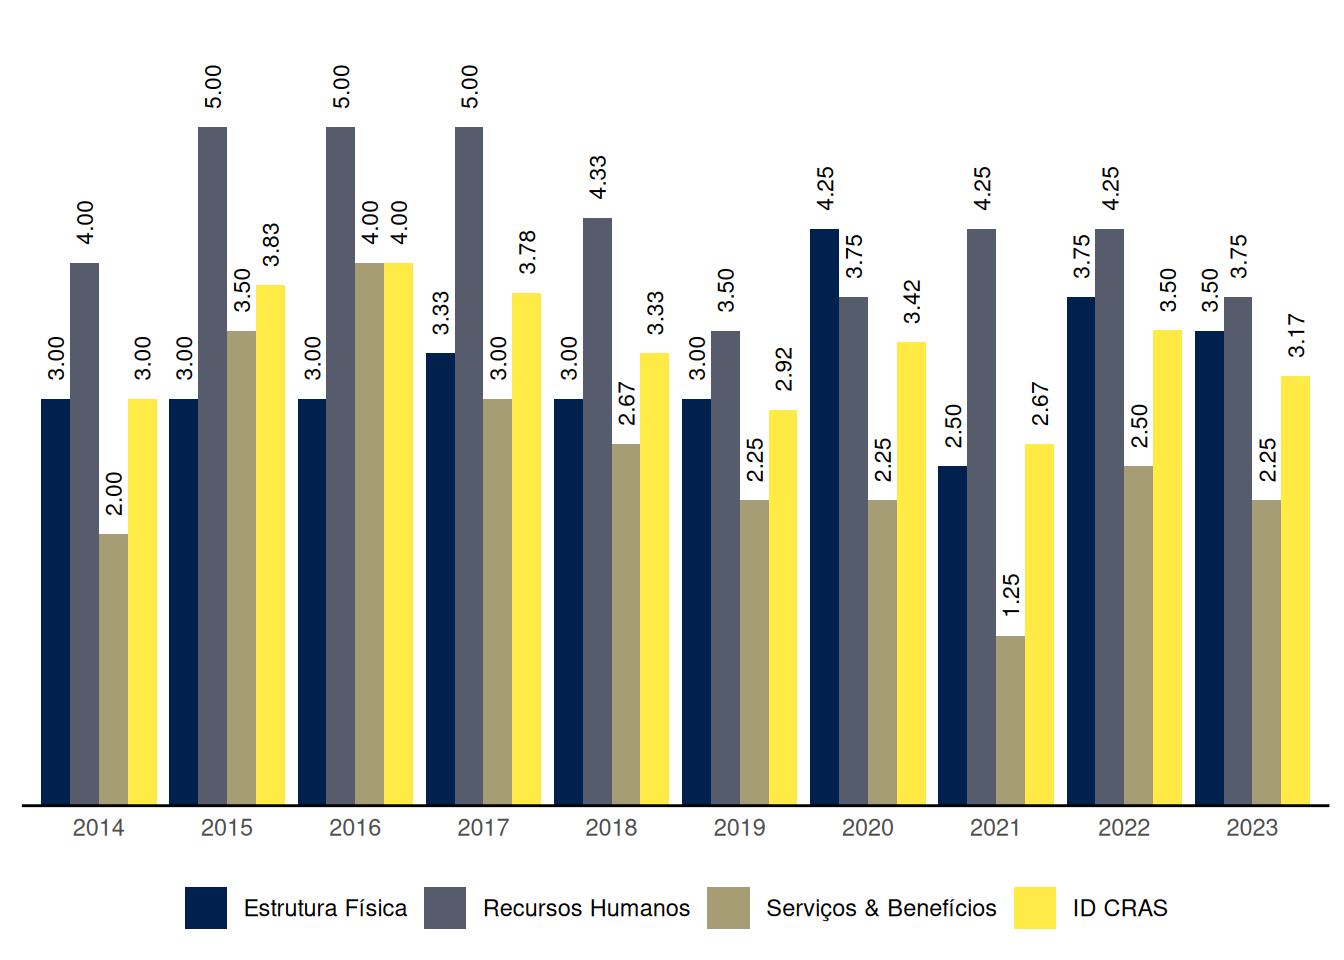 3.00 4.00 2.00 3.00
3.00 5.00 3.50 3.83
3.00 5.00 4.00 4.00
3.33 5.00 3.00 3.78
3.00 4.33 2.67 3.33
3.00 3.50 2.25 2.92
4.25 3.75 2.25 3.42
2.50 4.25 1.25 2.67
3.75 4.25 2.50 3.50
3.50 3.75 2.25 3.17
2014 2015 2016 2017 2018 2019 2020 2021 2022 2023
Estrutura Física Recursos Humanos Serviços & Benefícios ID CRAS